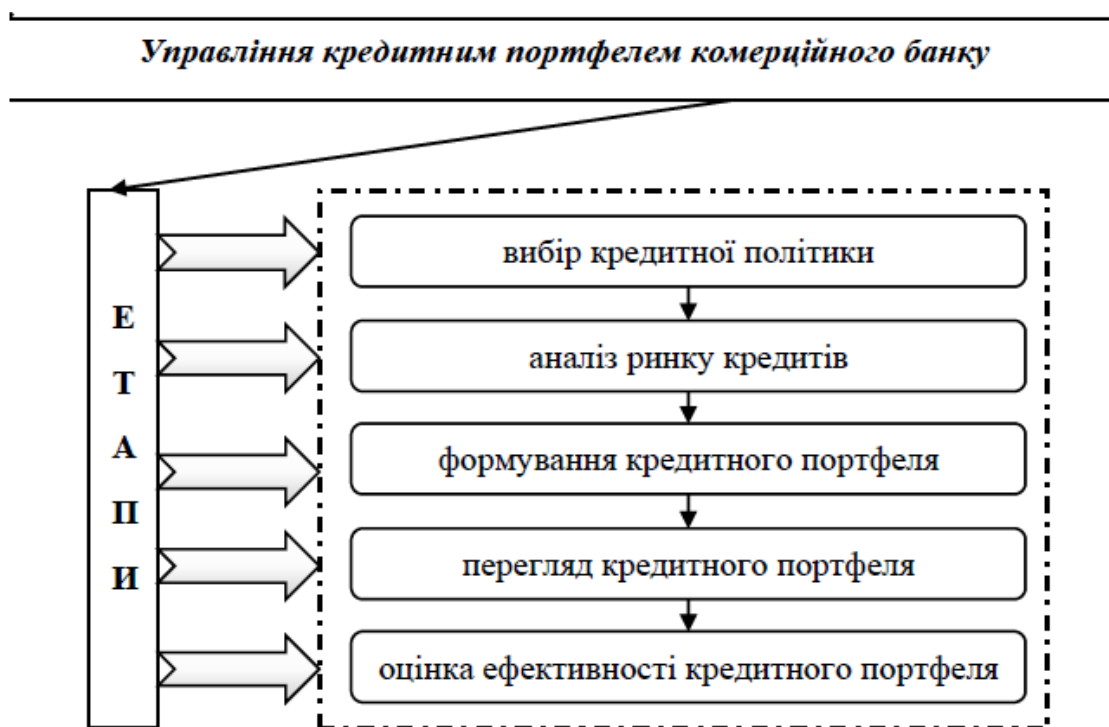 Управління кредитним портфелем комерційного банку
ЕТАПИ
вибір кредитної політики
аналіз ринку кредитів
формування кредитного портфеля
перегляд кредитного портфеля
оцінка ефективності кредитного портфеля